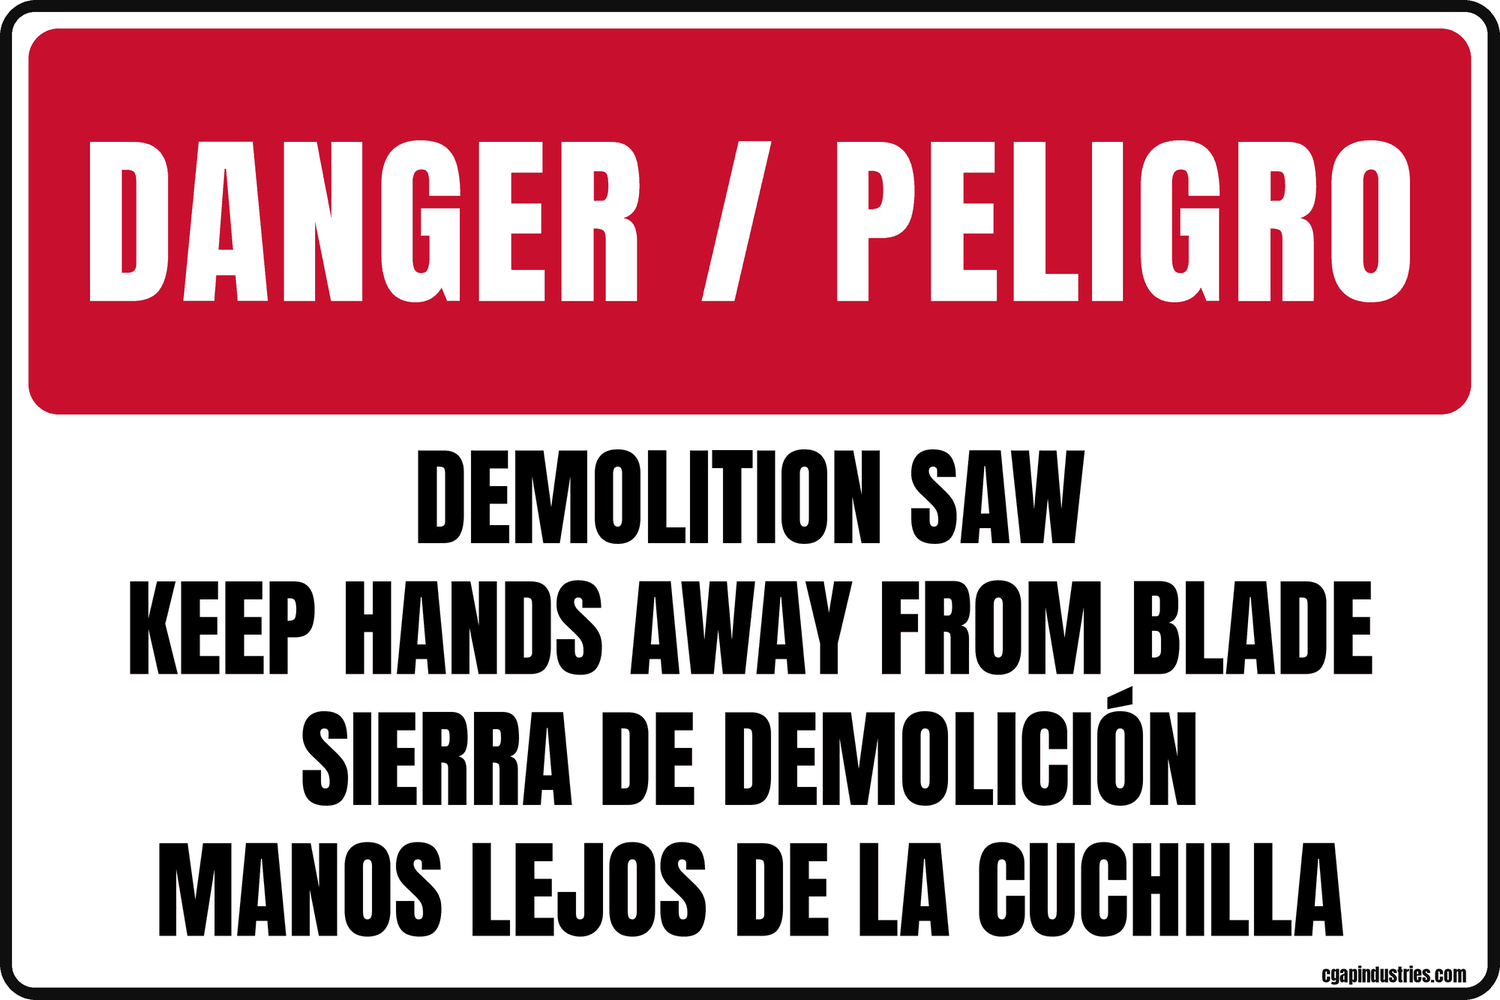 DANGER / PELIGRO
DEMOLITION SAW
KEEP HANDS AWAY FROM BLADE
SIERRA DE DEMOLICIÓN
MANOS LEJOS DE LA CUCHILLA
cgapindustries.com